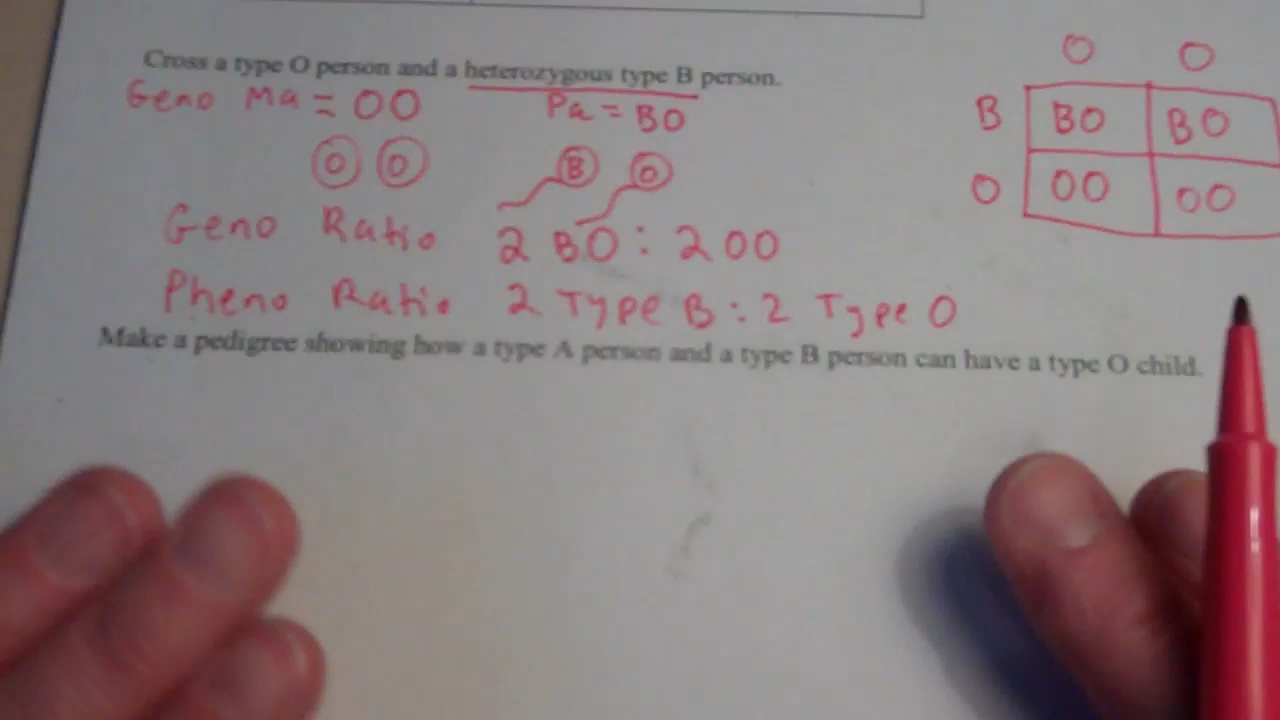 Cross a type O person and a heterozygous type B person.
Geno Ma = OO Pa = BO
O O B O
Geno Ratio 2 BO : 2 OO
Pheno Ratio 2 Type B : 2 Type O
O O
B BO BO
O OO OO
Make a pedigree showing how a type A person and a type B person can have a type O child.